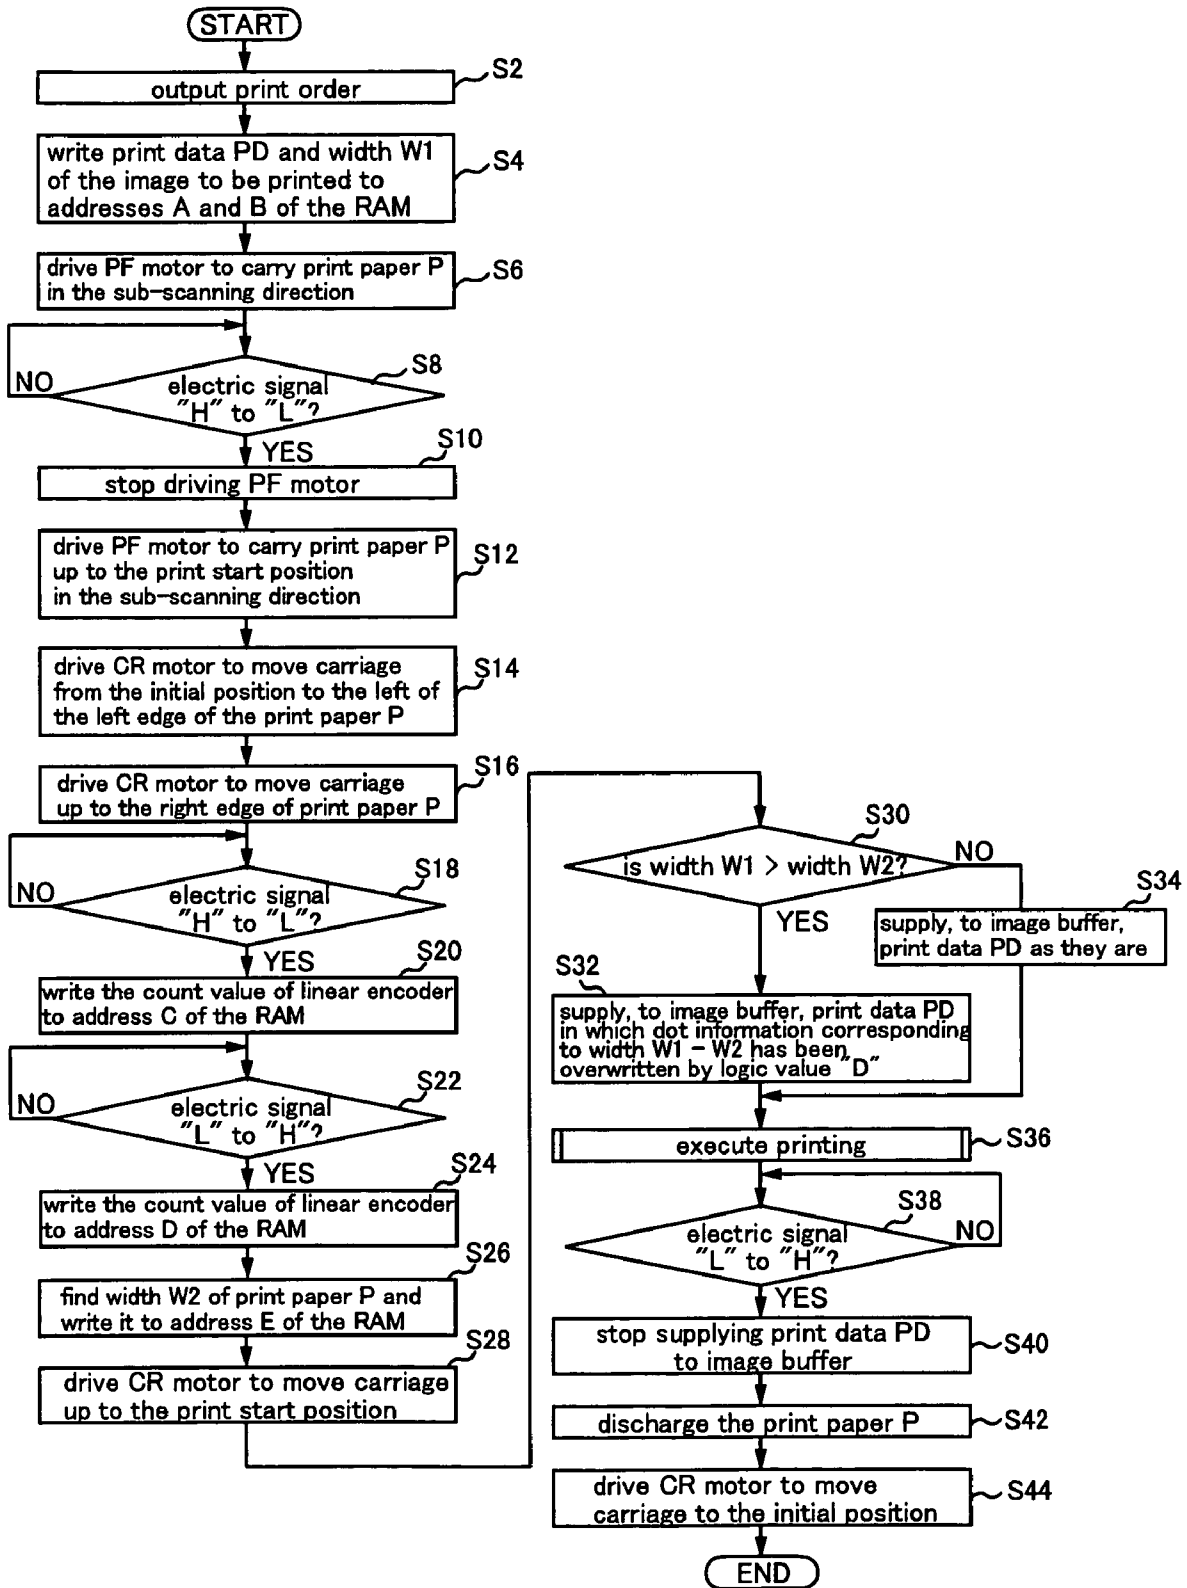 START
S2
output print order
S4
write print data PD and width W1
of the image to be printed to
addresses A and B of the RAM
S6
drive PF motor to carry print paper P
in the sub-scanning direction
S8
NO
electric signal
"H" to "L"?
YES
S10
stop driving PF motor
S12
drive PF motor to carry print paper P
up to the print start position
in the sub-scanning direction
S14
drive CR motor to move carriage
from the initial position to the left of
the left edge of the print paper P
S16
drive CR motor to move carriage
up to the right edge of print paper P
S18
NO
electric signal
"H" to "L"?
YES
S20
write the count value of linear encoder
to address C of the RAM
S22
NO
electric signal
"L" to "H"?
YES
S24
write the count value of linear encoder
to address D of the RAM
S26
find width W2 of print paper P and
write it to address E of the RAM
S28
drive CR motor to move carriage
up to the print start position
S30
is width W1 > width W2?
NO
YES
S34
supply, to image buffer,
print data PD as they are
S32
supply, to image buffer, print data PD
in which dot information corresponding
to width W1 - W2 has been
overwritten by logic value "D"
S36
execute printing
S38
electric signal
"L" to "H"?
NO
YES
S40
stop supplying print data PD
to image buffer
S42
discharge the print paper P
S44
drive CR motor to move
carriage to the initial position
END